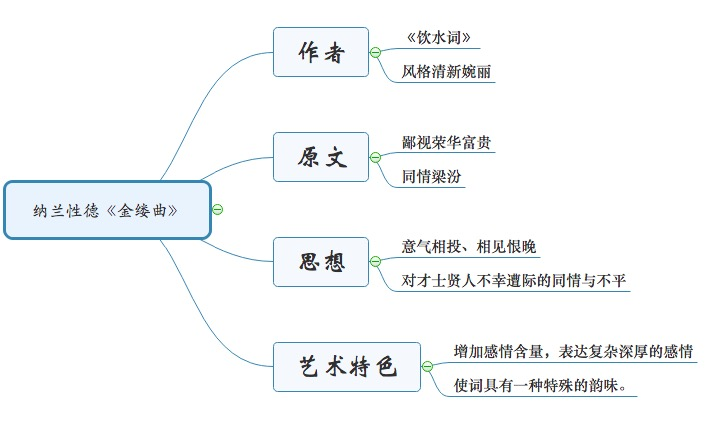 纳兰性德《金缕曲》
作者
《饮水词》
风格清新婉丽
原文
鄙视荣华富贵
同情梁汾
思想
意气相投、相见恨晚
对才士贤人不幸遭际的同情与不平
艺术特色
增加感情含量，表达复杂深厚的感情
使词具有一种特殊的韵味。